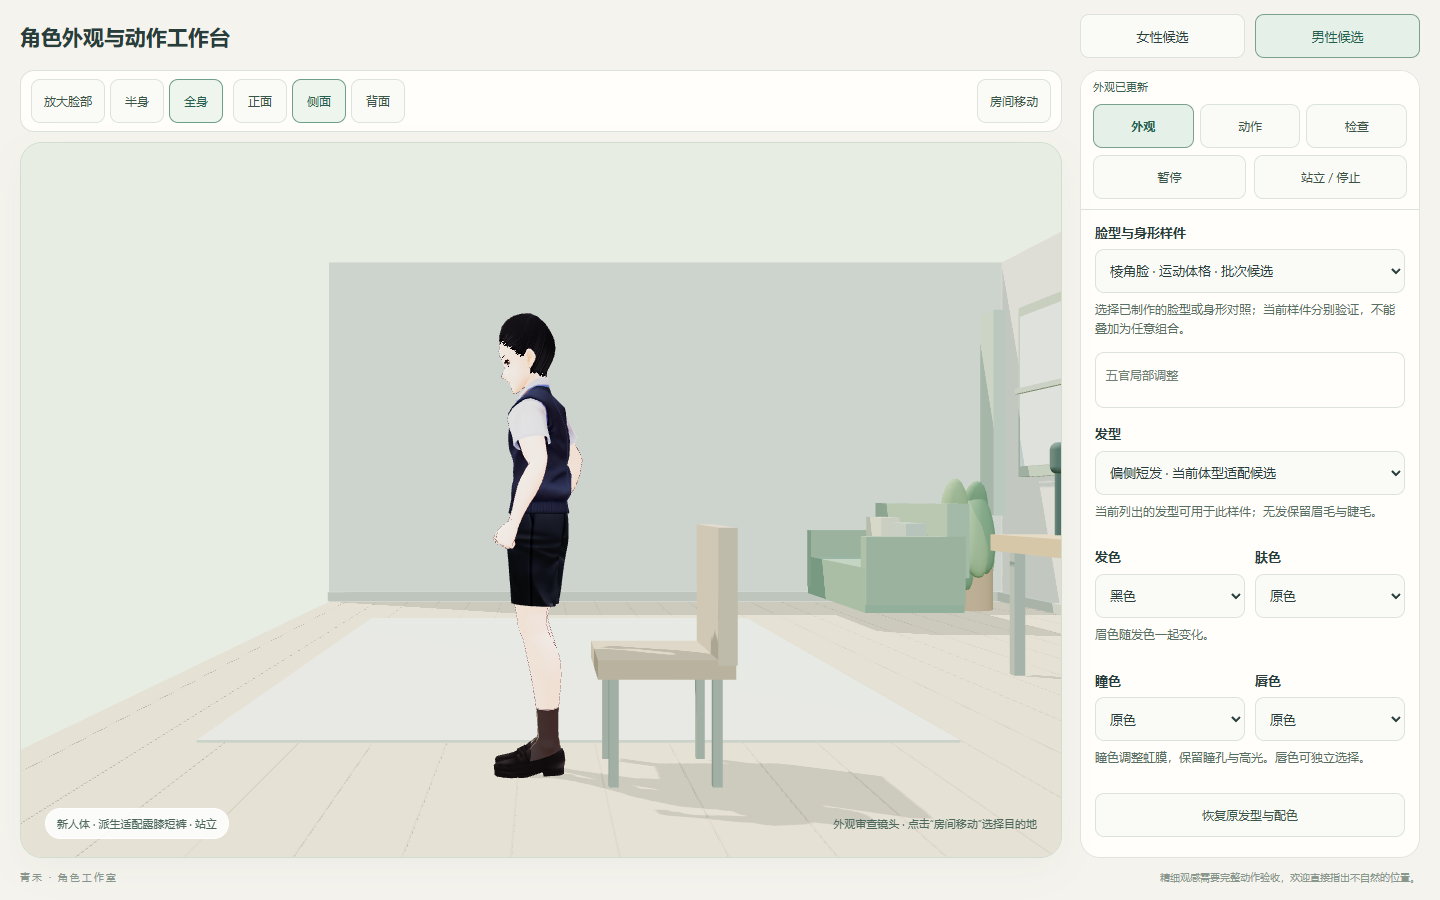 角色外观与动作工作台
女性候选
男性候选
放大脸部
半身
全身
正面
侧面
背面
房间移动
外观已更新
外观
动作
检查
暂停
站立 / 停止
脸型与身形样件
棱角脸 · 运动体格 · 批次候选
选择已制作的脸型或身形对照；当前样件分别验证，不能
叠加为任意组合。
五官局部调整
发型
偏侧短发 · 当前体型适配候选
当前列出的发型可用于此样件；无发保留眉毛与睫毛。
发色
肤色
黑色
原色
眉色随发色一起变化。
瞳色
唇色
原色
原色
瞳色调整虹膜，保留瞳孔与高光。唇色可独立选择。
恢复原发型与配色
新人体 · 派生适配露膝短裤 · 站立
外观审查镜头 · 点击“房间移动”选择目的地
青禾 · 角色工作室
精细观感需要完整动作验收，欢迎直接指出不自然的位置。